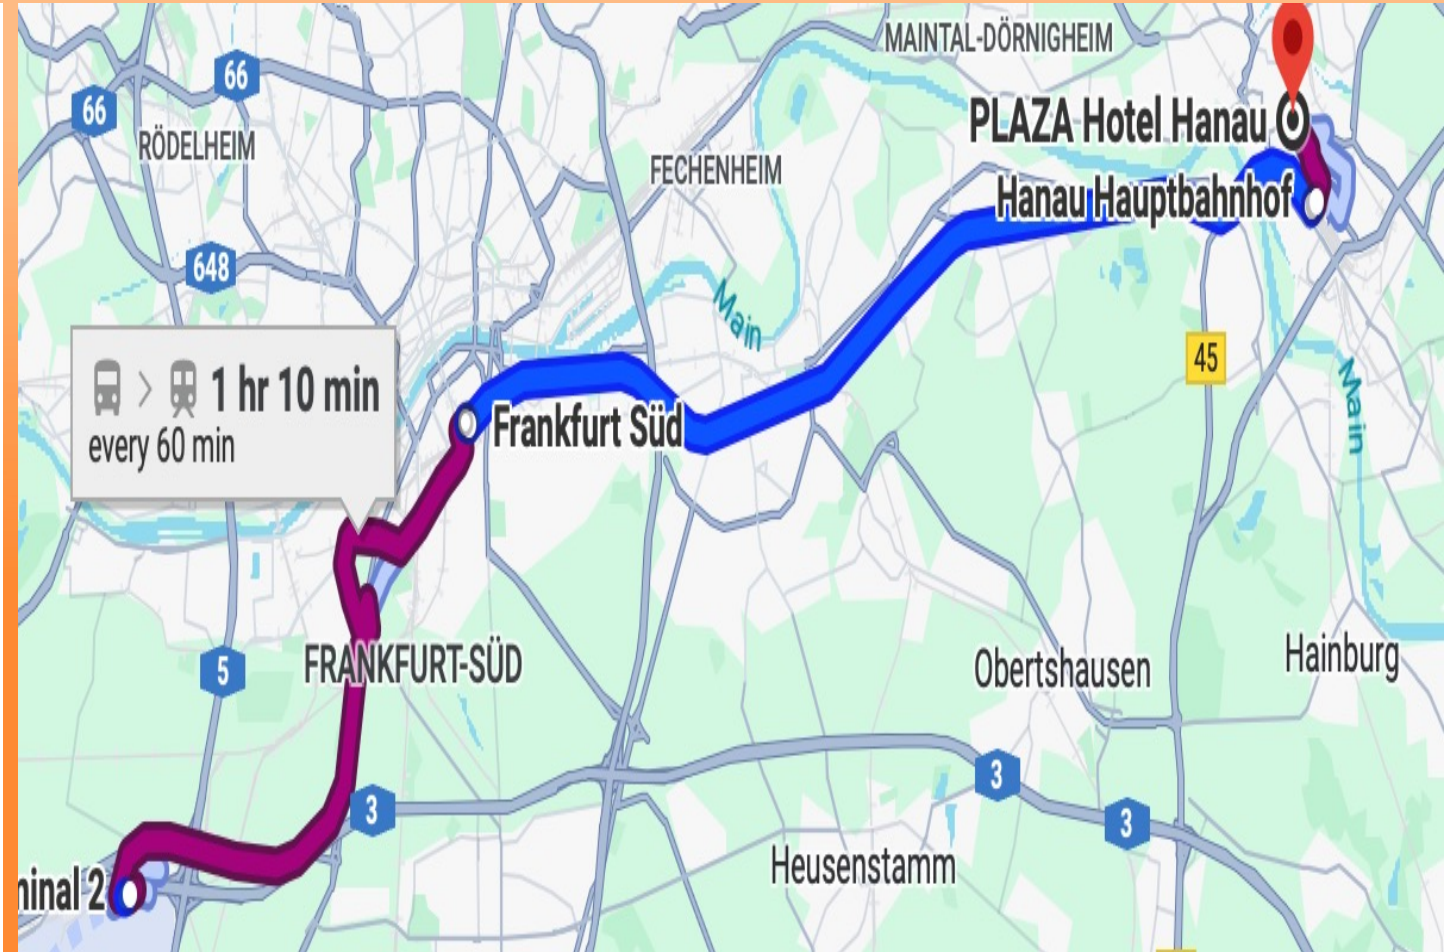 MAINTAL-DÖRNIGHEIM
66
66
PLAZA Hotel Hanau
RÖDELHEIM
FECHENHEIM
Hanau Hauptbahnhof
648
Main
45
1 hr 10 min
every 60 min
Main
Frankfurt Süd
5
FRANKFURT-SÜD
Obertshausen
Hainburg
3
3
3
Heusenstamm
minal 2